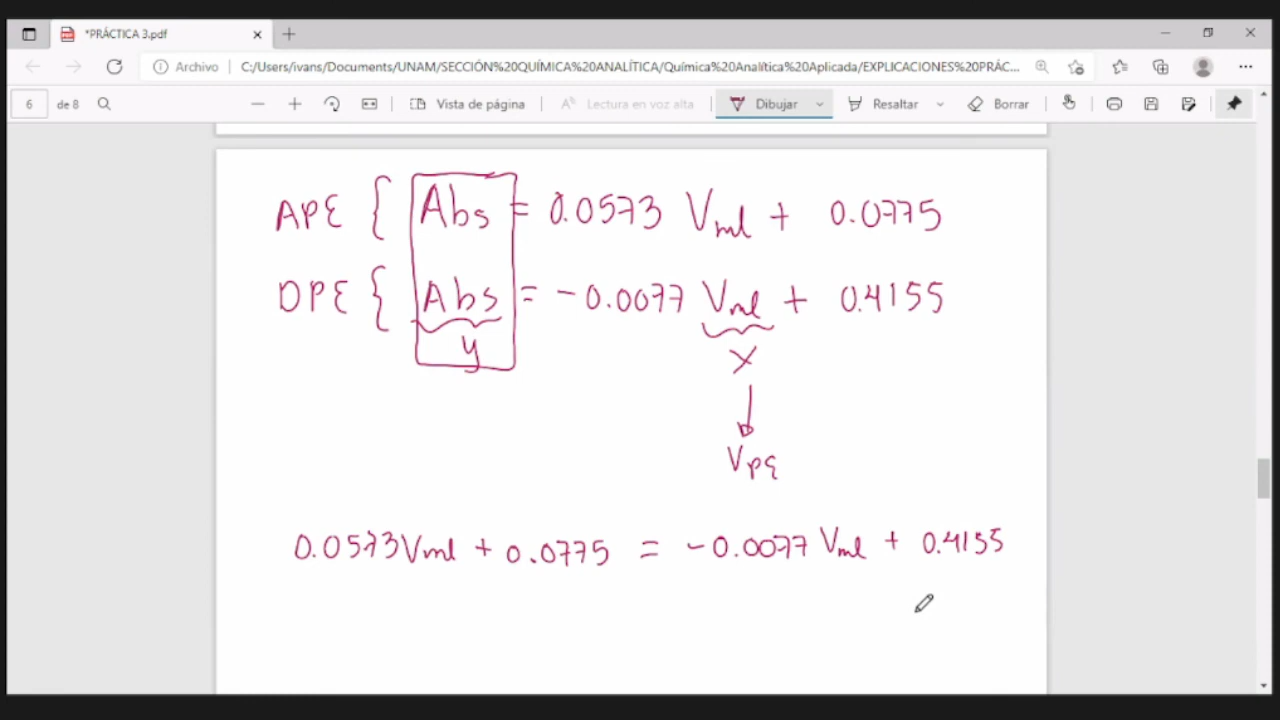 *PRÁCTICA 3.pdf
Archivo C:/Users/ivans/Documents/UNAM/SECCIÓN%20QUÍMICA%20ANALÍTICA/Química%20Analítica%20Aplicada/EXPLICACIONES%20PRÁC...
6 de 8 Vista de página Lectura en voz alta Dibujar Resaltar Borrar
APE { Abs = 0.0573 Vml + 0.0775
DPE { Abs = -0.0077 Vml + 0.4155
y x
VPE
0.0573 Vml + 0.0775 = -0.0077 Vml + 0.4155